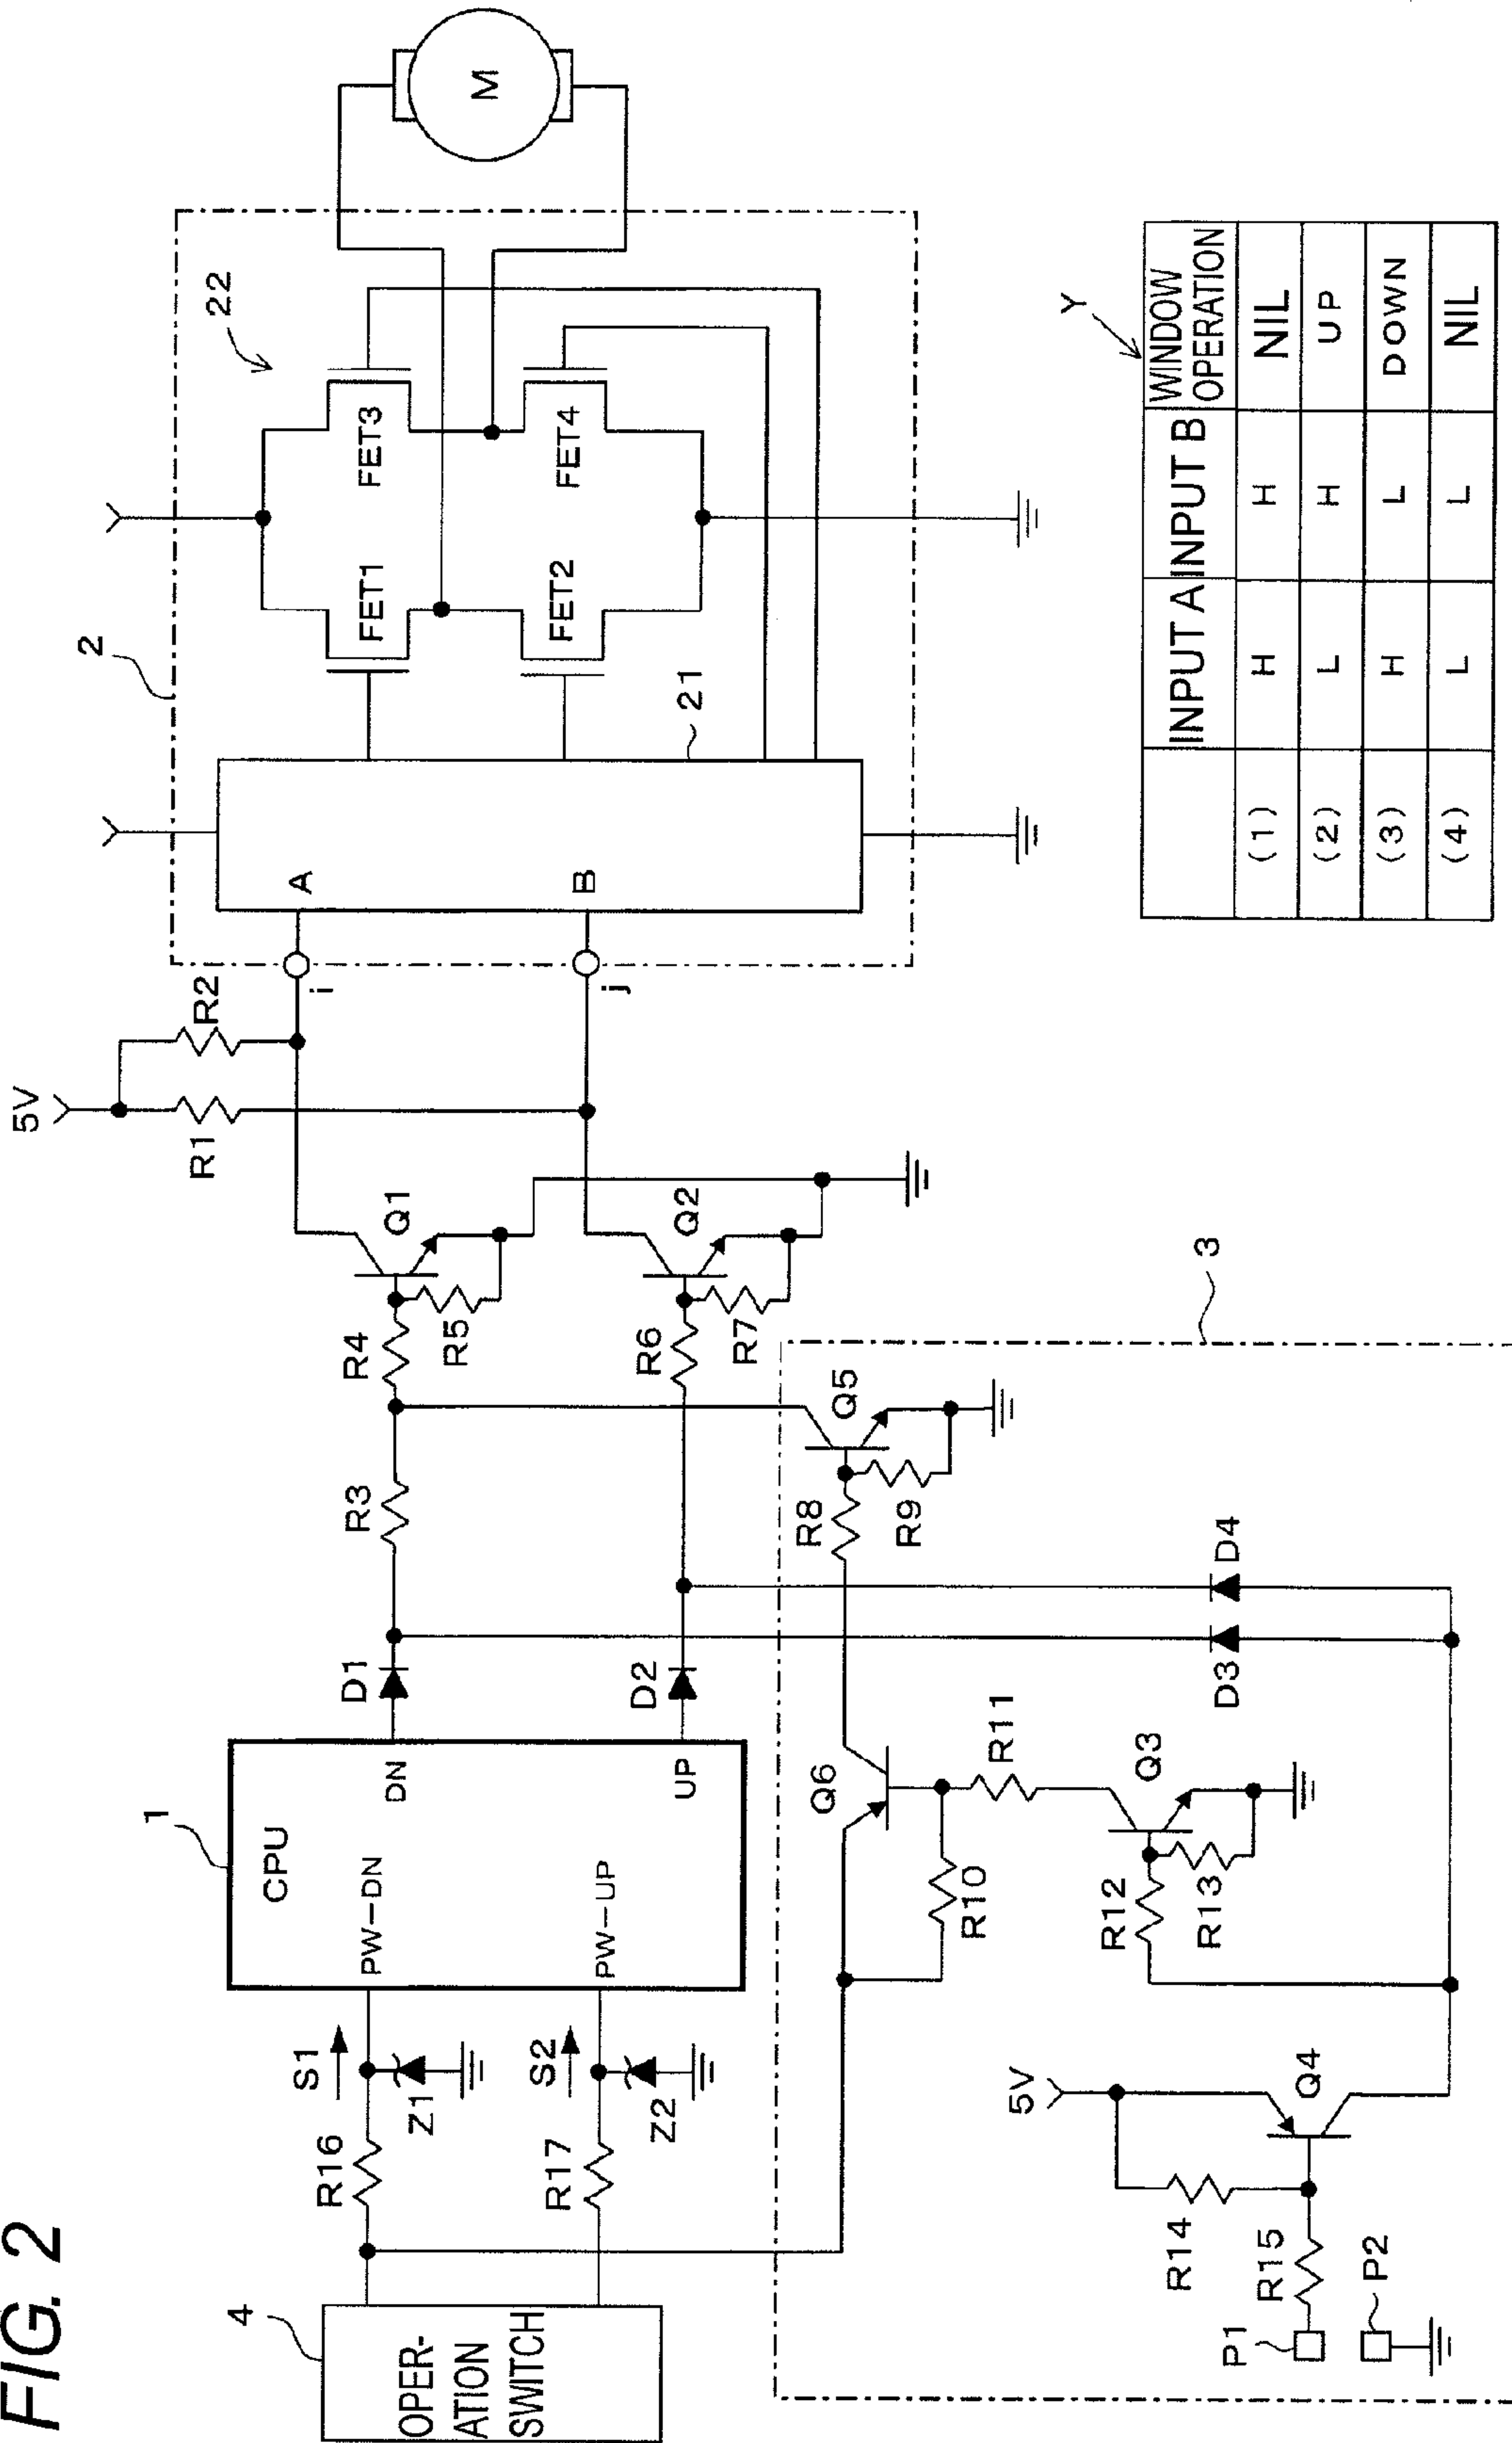 FIG. 2
4
OPER-
ATION
SWITCH
R16
R17
S1
S2
Z1
Z2
1
CPU
PW-DN
PW-UP
DN
UP
D1
D2
R3
R4
R5
Q1
R6
R7
Q2
5V
R1
R2
i
j
2
A
B
21
22
FET1
FET2
FET3
FET4
M
3
Q5
R8
R9
Q6
R10
R11
Q3
R12
R13
D3
D4
5V
Q4
R14
R15
P1
P2
Y
INPUT A INPUT B WINDOW OPERATION
(1) H H NIL
(2) L H UP
(3) H L DOWN
(4) L L NIL